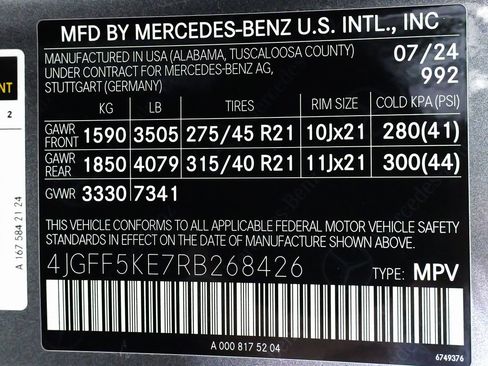 MFD BY MERCEDES-BENZ U.S. INTL., INC
MANUFACTURED IN USA (ALABAMA, TUSCALOOSA COUNTY) 07/24
UNDER CONTRACT FOR MERCEDES-BENZ AG, 992
STUTTGART (GERMANY)
KG LB TIRES RIM SIZE COLD KPA (PSI)
GAWR FRONT 1590 3505 275/45 R21 10Jx21 280(41)
GAWR REAR 1850 4079 315/40 R21 11Jx21 300(44)
GVWR 3330 7341
THIS VEHICLE CONFORMS TO ALL APPLICABLE FEDERAL MOTOR VEHICLE SAFETY
STANDARDS IN EFFECT ON THE DATE OF MANUFACTURE SHOWN ABOVE.
4JGFF5KE7RB268426 TYPE: MPV
A 000 817 52 04
6749376
2
A 167 584 21 24